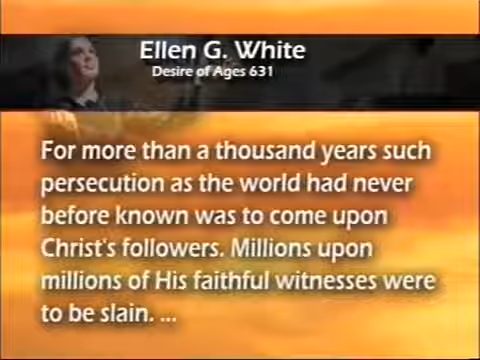 Ellen G. White
Desire of Ages 631
For more than a thousand years such
persecution as the world had never
before known was to come upon
Christ's followers. Millions upon
millions of His faithful witnesses were
to be slain. ...